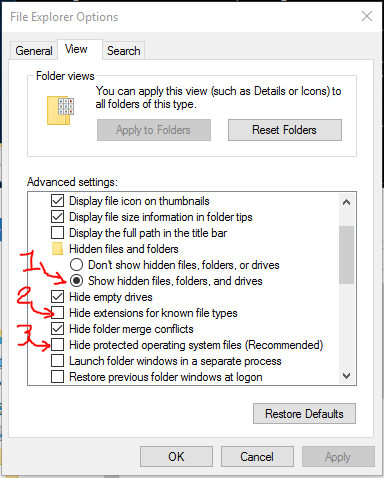 File Explorer Options
General View Search
Folder views
You can apply this view (such as Details or Icons) to
all folders of this type.
Apply to Folders Reset Folders
Advanced settings:
Display file icon on thumbnails
Display file size information in folder tips
Display the full path in the title bar
Hidden files and folders
1 Don't show hidden files, folders, or drives
Show hidden files, folders, and drives
2 Hide empty drives
Hide extensions for known file types
3 Hide folder merge conflicts
Hide protected operating system files (Recommended)
Launch folder windows in a separate process
Restore previous folder windows at logon
Restore Defaults
OK Cancel Apply